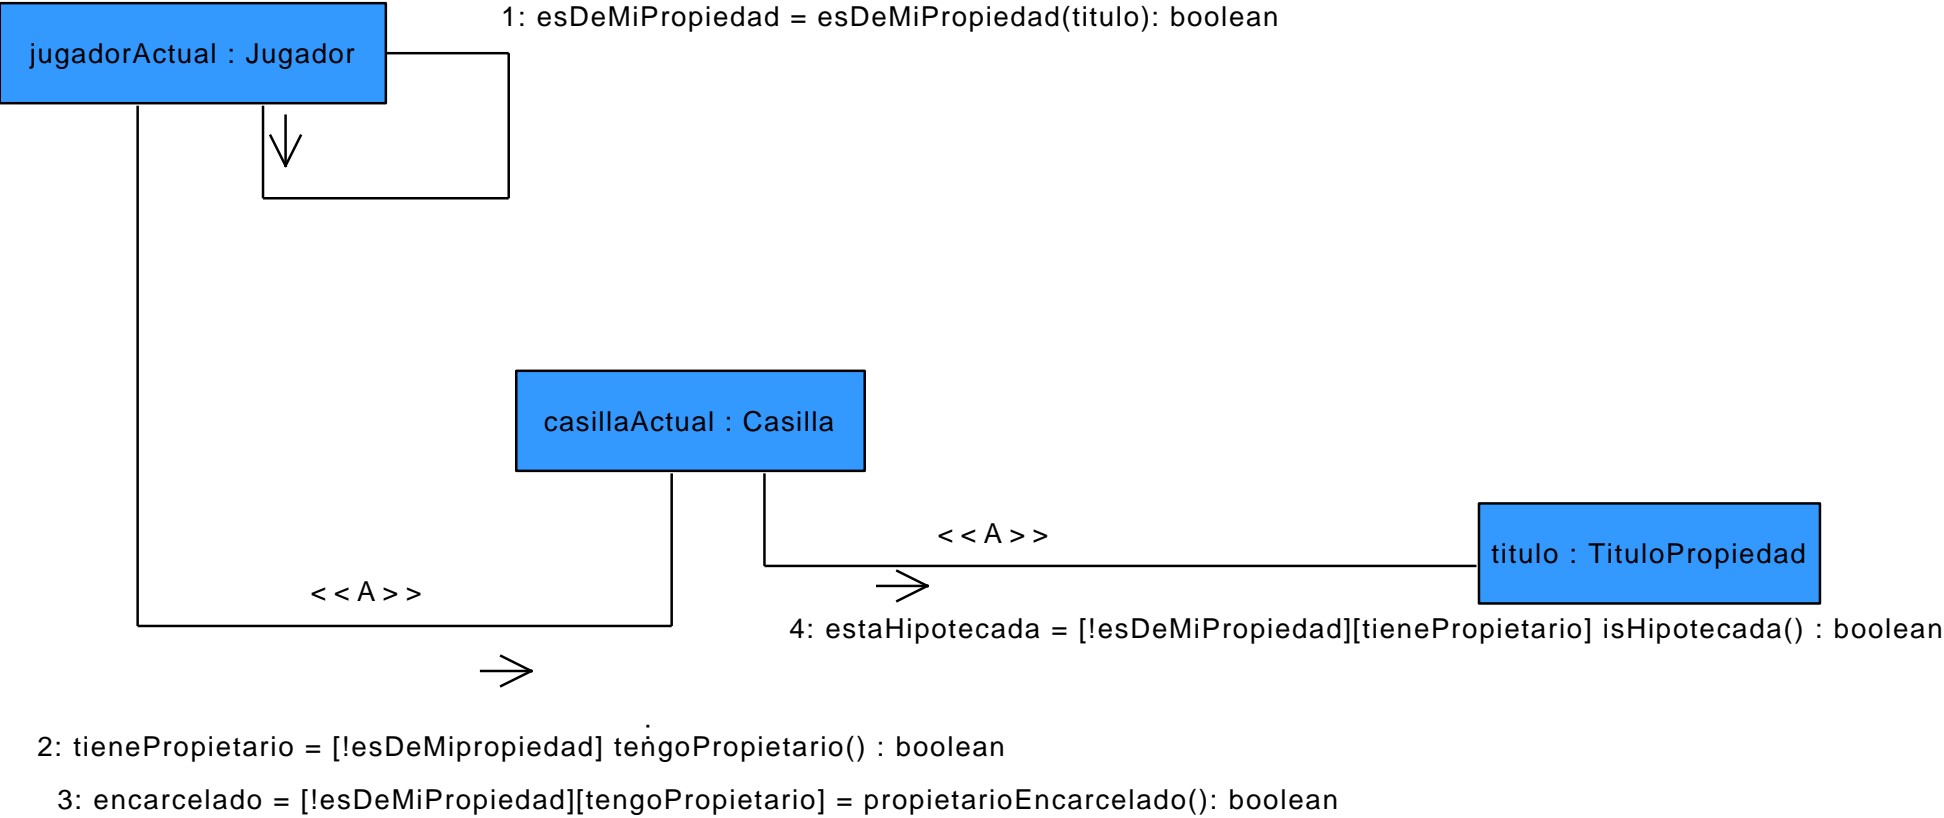 1: esDeMiPropiedad = esDeMiPropiedad(titulo): boolean
jugadorActual : Jugador
casillaActual : Casilla
<<A>>
titulo : TituloPropiedad
<<A>>
4: estaHipotecada = [!esDeMiPropiedad][tienePropietario] isHipotecada() : boolean
2: tienePropietario = [!esDeMipropiedad] tengoPropietario() : boolean
3: encarcelado = [!esDeMiPropiedad][tengoPropietario] = propietarioEncarcelado(): boolean